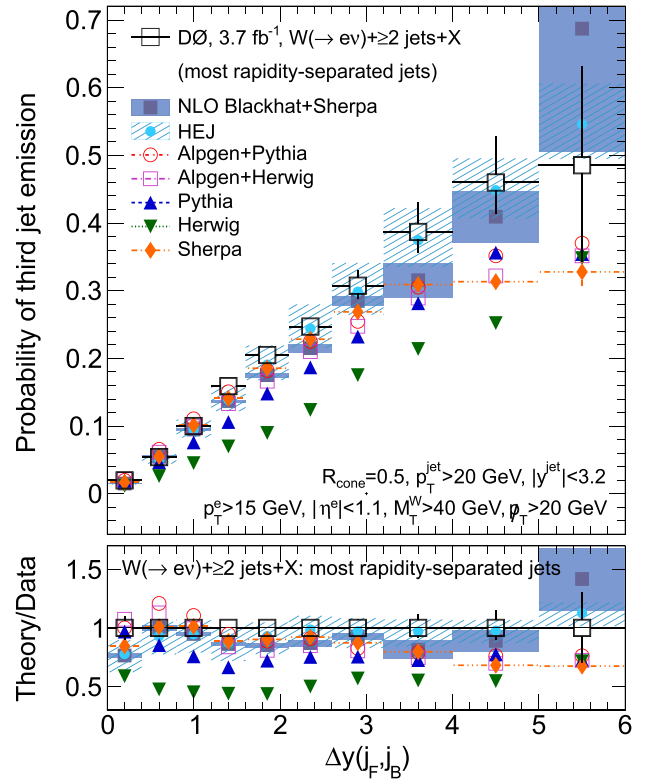 0.7
0.6
0.5
0.4
0.3
0.2
0.1
0
Probability of third jet emission
DØ, 3.7 fb⁻¹, W(→ eν)+≥2 jets+X
(most rapidity-separated jets)
NLO Blackhat+Sherpa
HEJ
Alpgen+Pythia
Alpgen+Herwig
Pythia
Herwig
Sherpa
R_cone=0.5, p_T^jet>20 GeV, |y^jet|<3.2
p_T^e>15 GeV, |η^e|<1.1, M_T^W>40 GeV, p̸_T>20 GeV
W(→ eν)+≥2 jets+X: most rapidity-separated jets
1.5
1.0
0.5
Theory/Data
0 1 2 3 4 5 6
Δy(j_F,j_B)